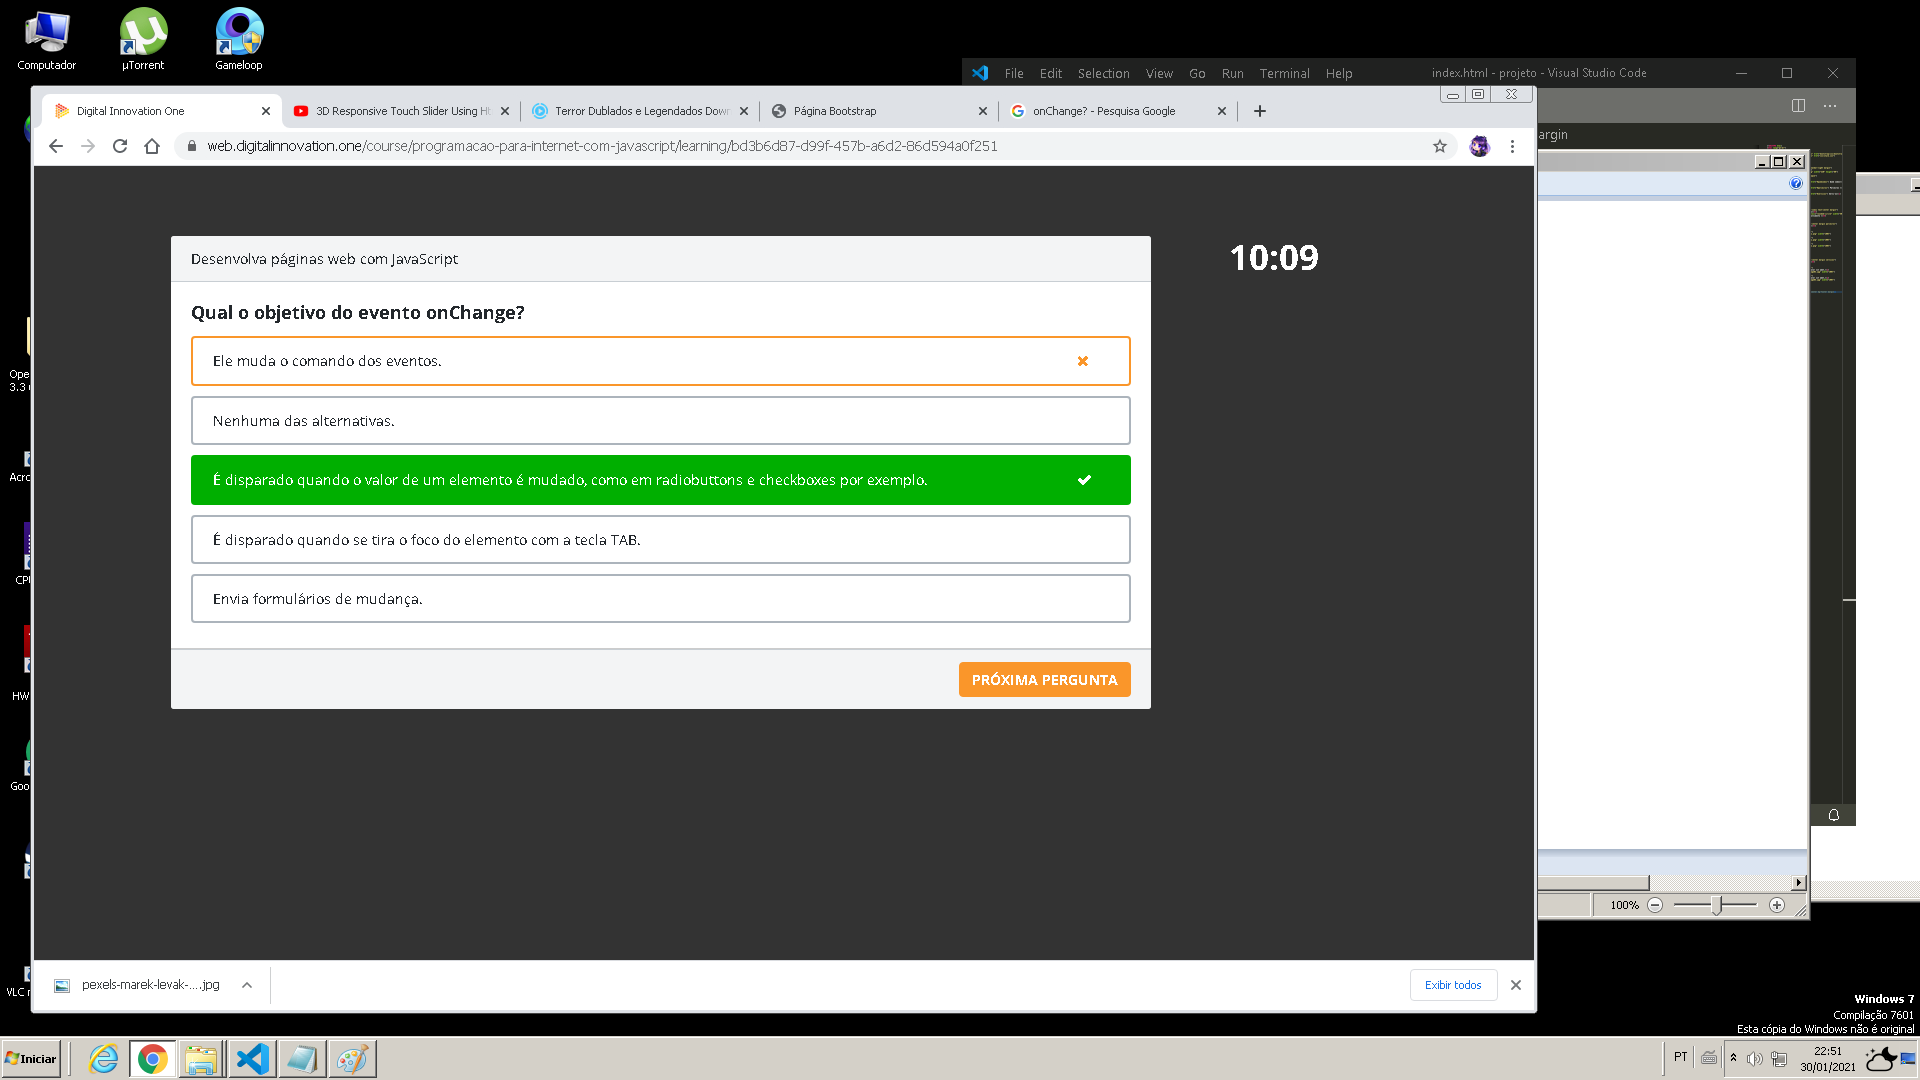 Computador
µTorrent
Gameloop
File Edit Selection View Go Run Terminal Help
index.html - projeto - Visual Studio Code
Digital Innovation One
3D Responsive Touch Slider Using
Terror Dublados e Legendados
Página Bootstrap
onChange? - Pesquisa Google
web.digitalinnovation.one/course/programacao-para-internet-com-javascript/learning/bd3b6d87-d99f-457b-a6d2-86d594a0f251
argin
Desenvolva páginas web com JavaScript
10:09
Qual o objetivo do evento onChange?
Ele muda o comando dos eventos.
Nenhuma das alternativas.
É disparado quando o valor de um elemento é mudado, como em radiobuttons e checkboxes por exemplo.
É disparado quando se tira o foco do elemento com a tecla TAB.
Envia formulários de mudança.
PRÓXIMA PERGUNTA
Ope
3.3
Acro
CPU
HW
Goo
VLC
100%
pexels-marek-levak-....jpg
Exibir todos
Windows 7
Compilação 7601
Esta cópia do Windows não é original
Iniciar
PT
22:51
30/01/2021